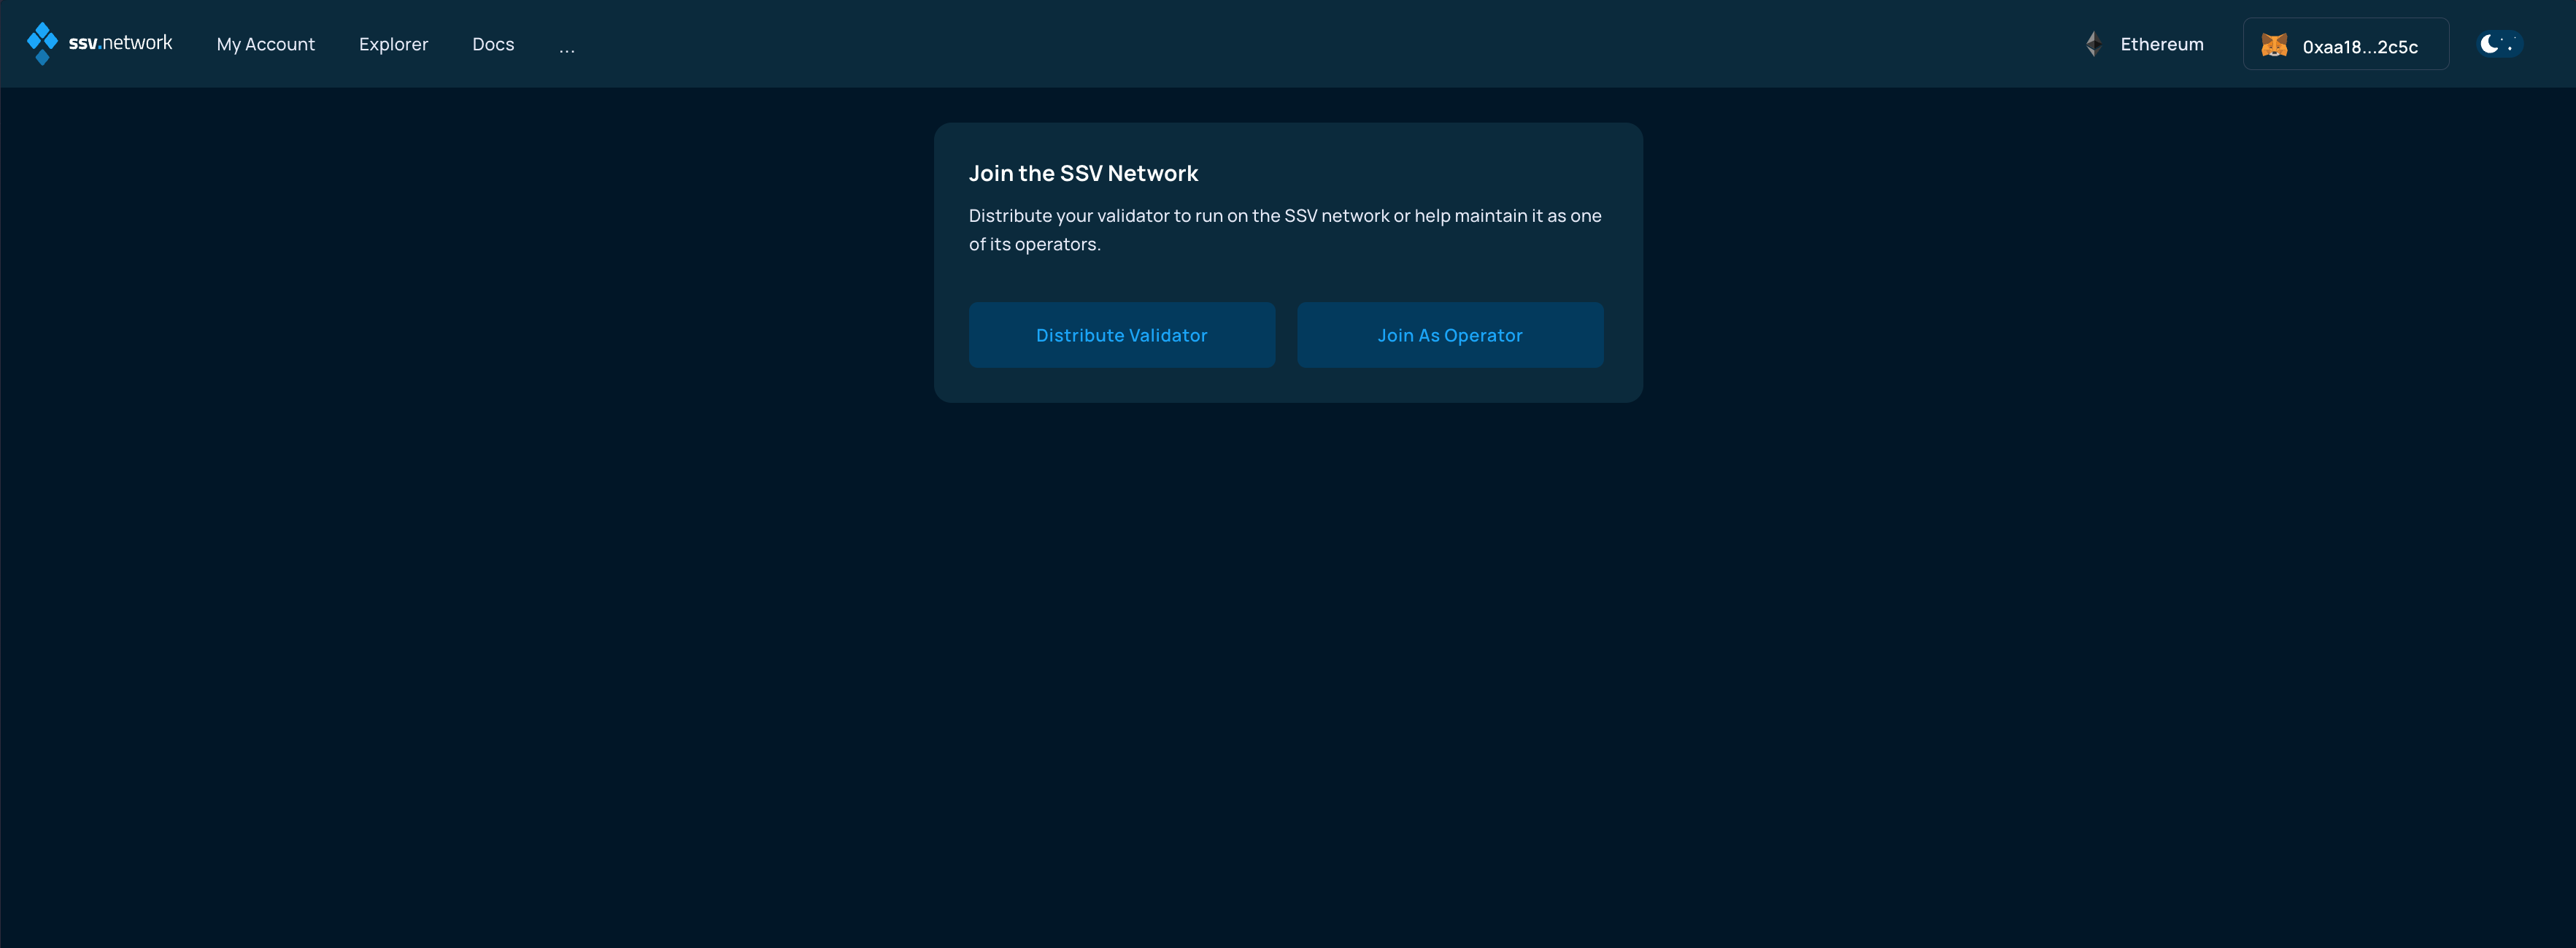 ssv.network
My Account
Explorer
Docs
...
Ethereum
0xaa18...2c5c
Join the SSV Network
Distribute your validator to run on the SSV network or help maintain it as one
of its operators.
Distribute Validator
Join As Operator